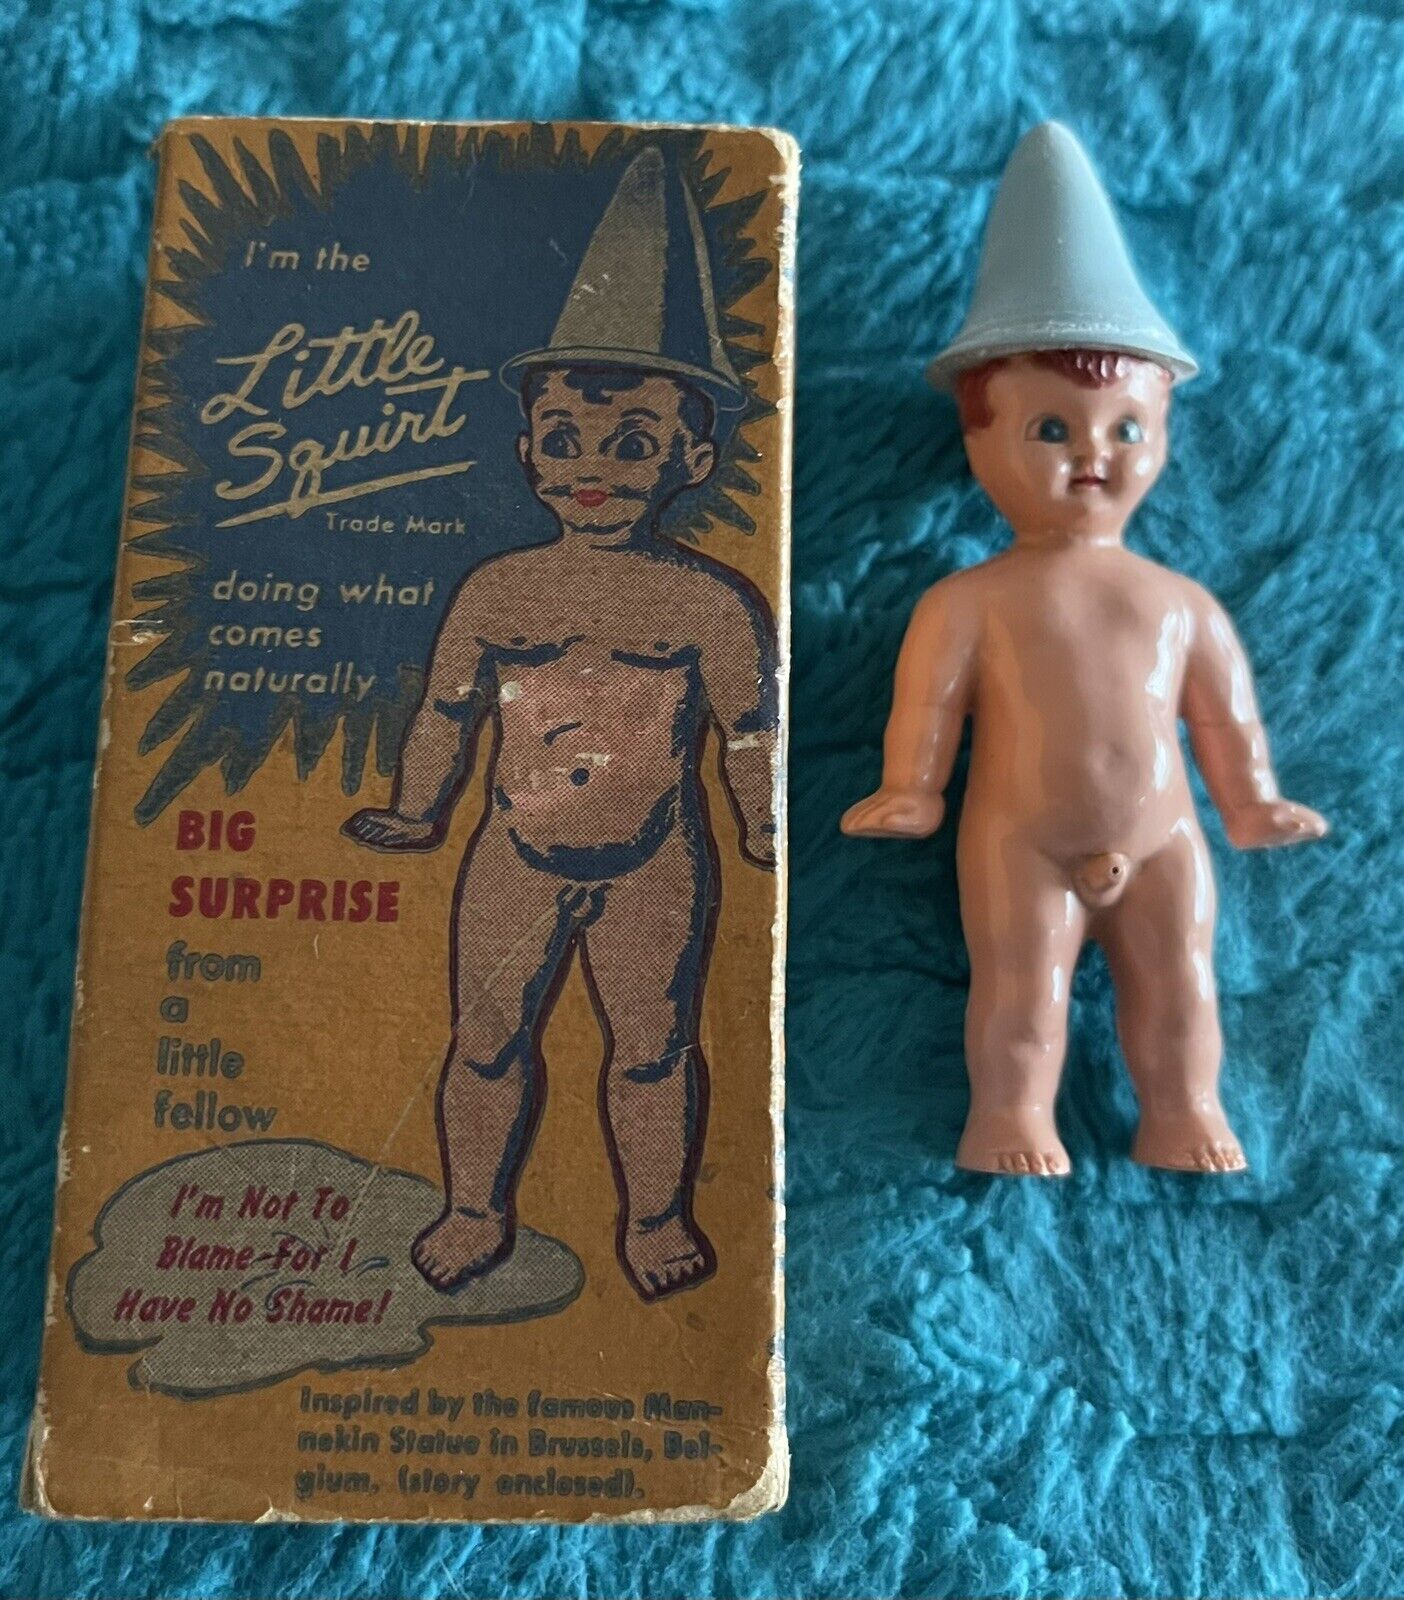 I'm the
Little
Squirt
Trade Mark
doing what
comes
naturally
BIG
SURPRISE
from
a
little
fellow
I'm Not To
Blame-For I
Have No Shame!
Inspired by the famous Man-
nekin Statue in Brussels, Bel-
gium. (story enclosed).